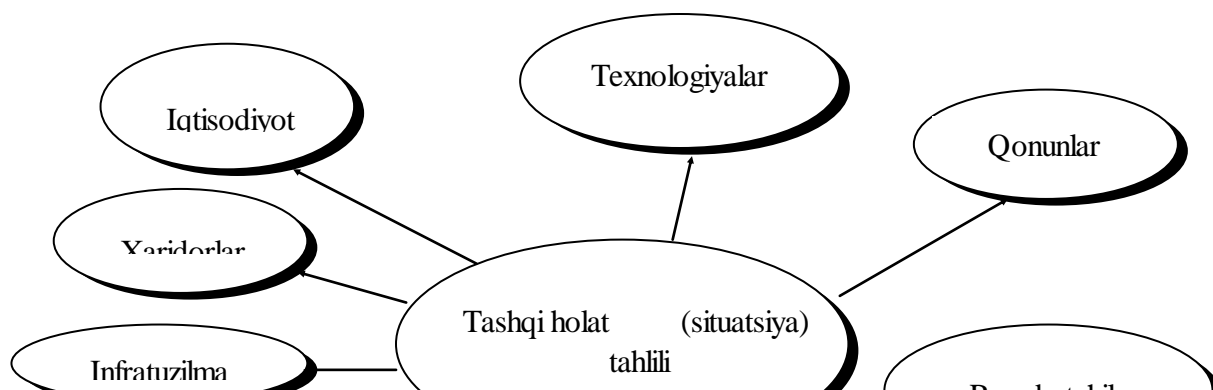 Texnologiyalar
Iqtisodiyot
Qonunlar
Xaridorlar
Tashqi holat (situatsiya)
tahlili
Infratuzilma